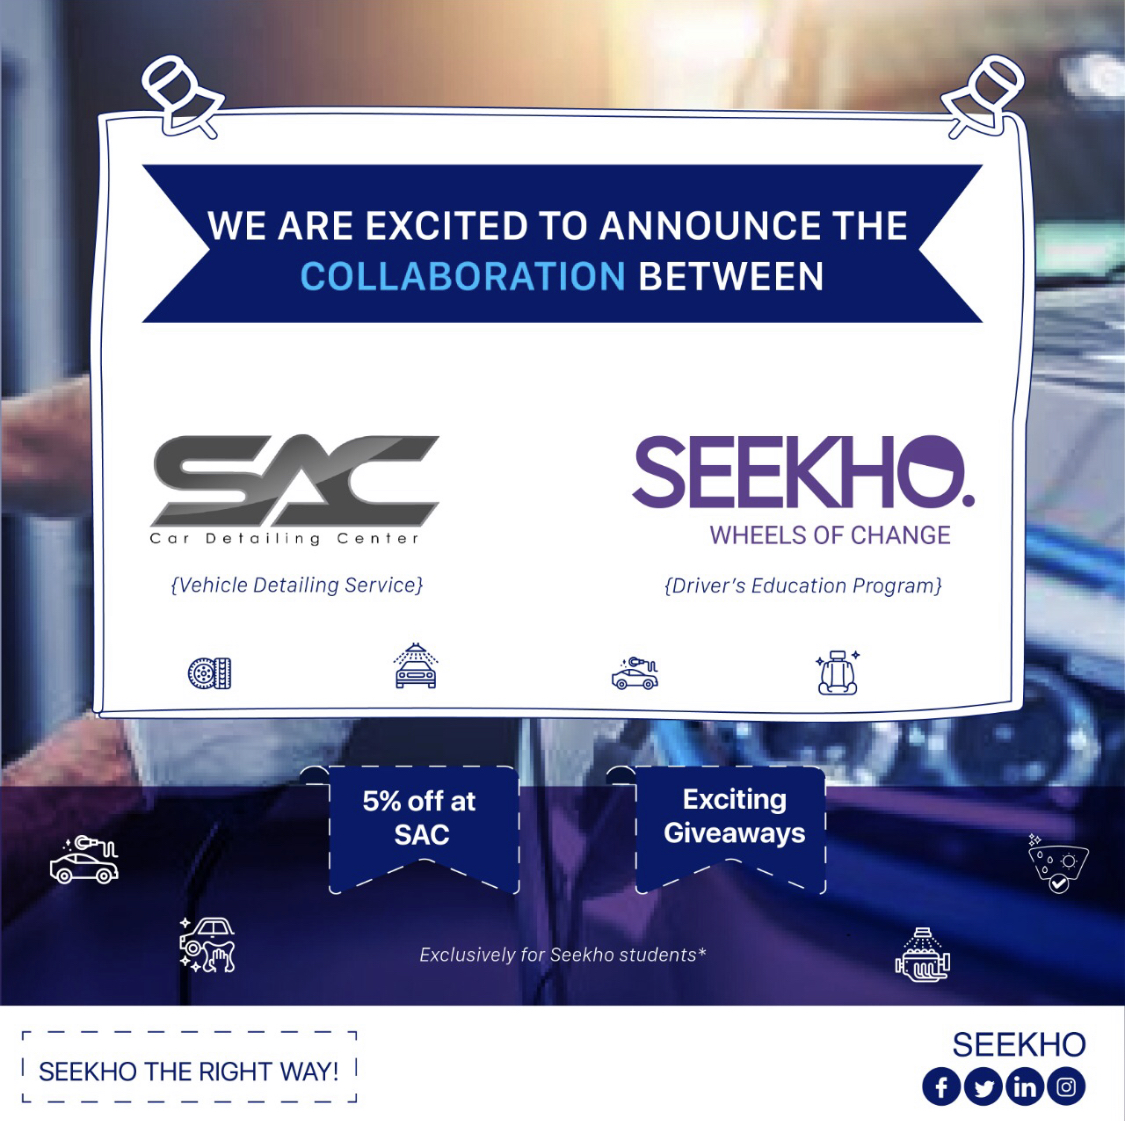 WE ARE EXCITED TO ANNOUNCE THE
COLLABORATION BETWEEN
SAC
Car Detailing Center
{Vehicle Detailing Service}
SEEKHO.
WHEELS OF CHANGE
{Driver's Education Program}
5% off at
SAC
Exciting
Giveaways
Exclusively for Seekho students*
SEEKHO THE RIGHT WAY!
SEEKHO